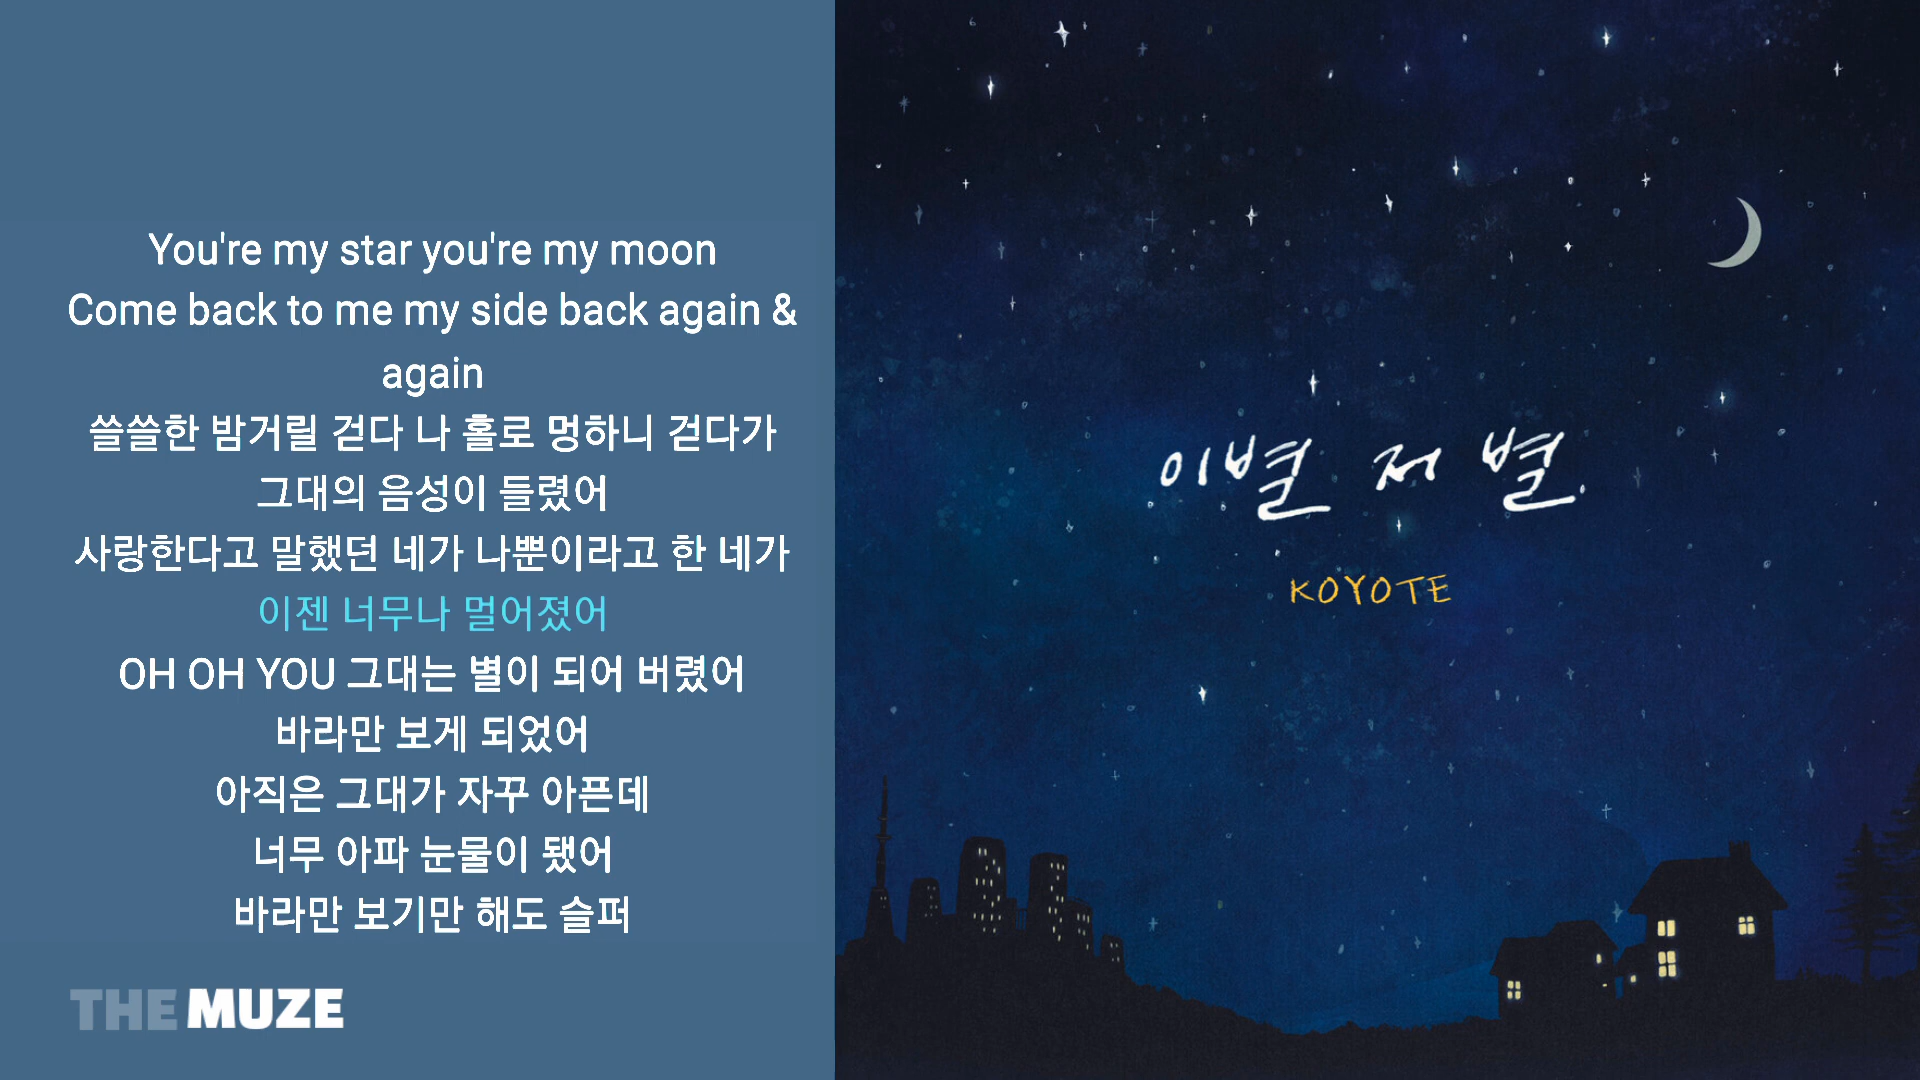 You're my star you're my moon
Come back to me my side back again &
again
쓸쓸한 밤거릴 걷다 나 홀로 멍하니 걷다가
그대의 음성이 들렸어
사랑한다고 말했던 네가 나뿐이라고 한 네가
이젠 너무나 멀어졌어
OH OH YOU 그대는 별이 되어 버렸어
바라만 보게 되었어
아직은 그대가 자꾸 아픈데
너무 아파 눈물이 됐어
바라만 보기만 해도 슬퍼
THE MUZE
이별 저 별
KOYOTE